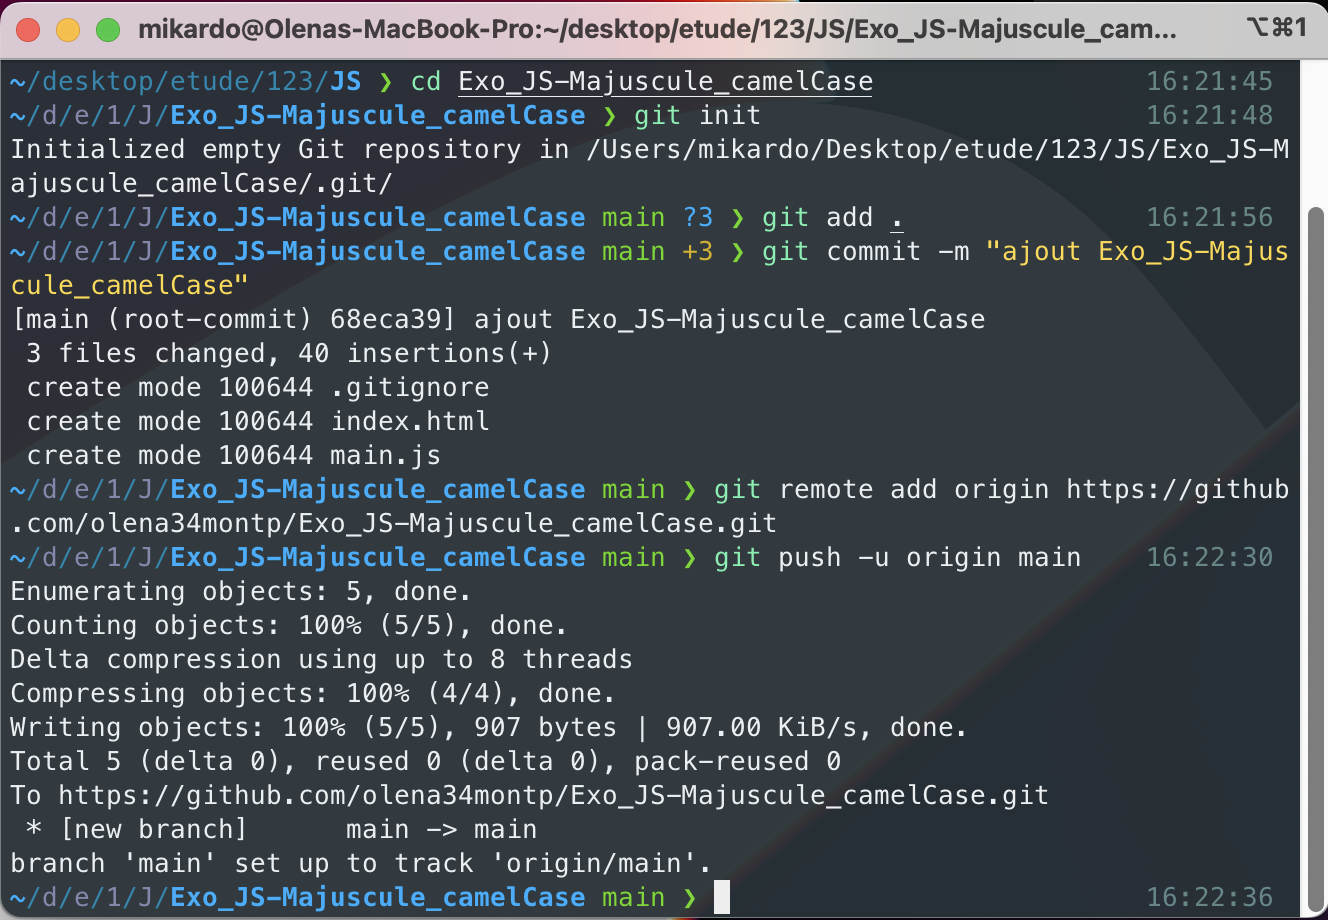 mikardo@Olenas-MacBook-Pro:~/desktop/etude/123/JS/Exo_JS-Majuscule_cam... ⌥⌘1
~/desktop/etude/123/JS ❯ cd Exo_JS-Majuscule_camelCase 16:21:45
~/d/e/1/J/Exo_JS-Majuscule_camelCase ❯ git init 16:21:48
Initialized empty Git repository in /Users/mikardo/Desktop/etude/123/JS/Exo_JS-M
ajuscule_camelCase/.git/
~/d/e/1/J/Exo_JS-Majuscule_camelCase main ?3 ❯ git add . 16:21:56
~/d/e/1/J/Exo_JS-Majuscule_camelCase main +3 ❯ git commit -m "ajout Exo_JS-Majus
cule_camelCase"
[main (root-commit) 68eca39] ajout Exo_JS-Majuscule_camelCase
 3 files changed, 40 insertions(+)
 create mode 100644 .gitignore
 create mode 100644 index.html
 create mode 100644 main.js
~/d/e/1/J/Exo_JS-Majuscule_camelCase main ❯ git remote add origin https://github
.com/olena34montp/Exo_JS-Majuscule_camelCase.git
~/d/e/1/J/Exo_JS-Majuscule_camelCase main ❯ git push -u origin main 16:22:30
Enumerating objects: 5, done.
Counting objects: 100% (5/5), done.
Delta compression using up to 8 threads
Compressing objects: 100% (4/4), done.
Writing objects: 100% (5/5), 907 bytes | 907.00 KiB/s, done.
Total 5 (delta 0), reused 0 (delta 0), pack-reused 0
To https://github.com/olena34montp/Exo_JS-Majuscule_camelCase.git
 * [new branch]      main -> main
branch 'main' set up to track 'origin/main'.
~/d/e/1/J/Exo_JS-Majuscule_camelCase main ❯ 16:22:36